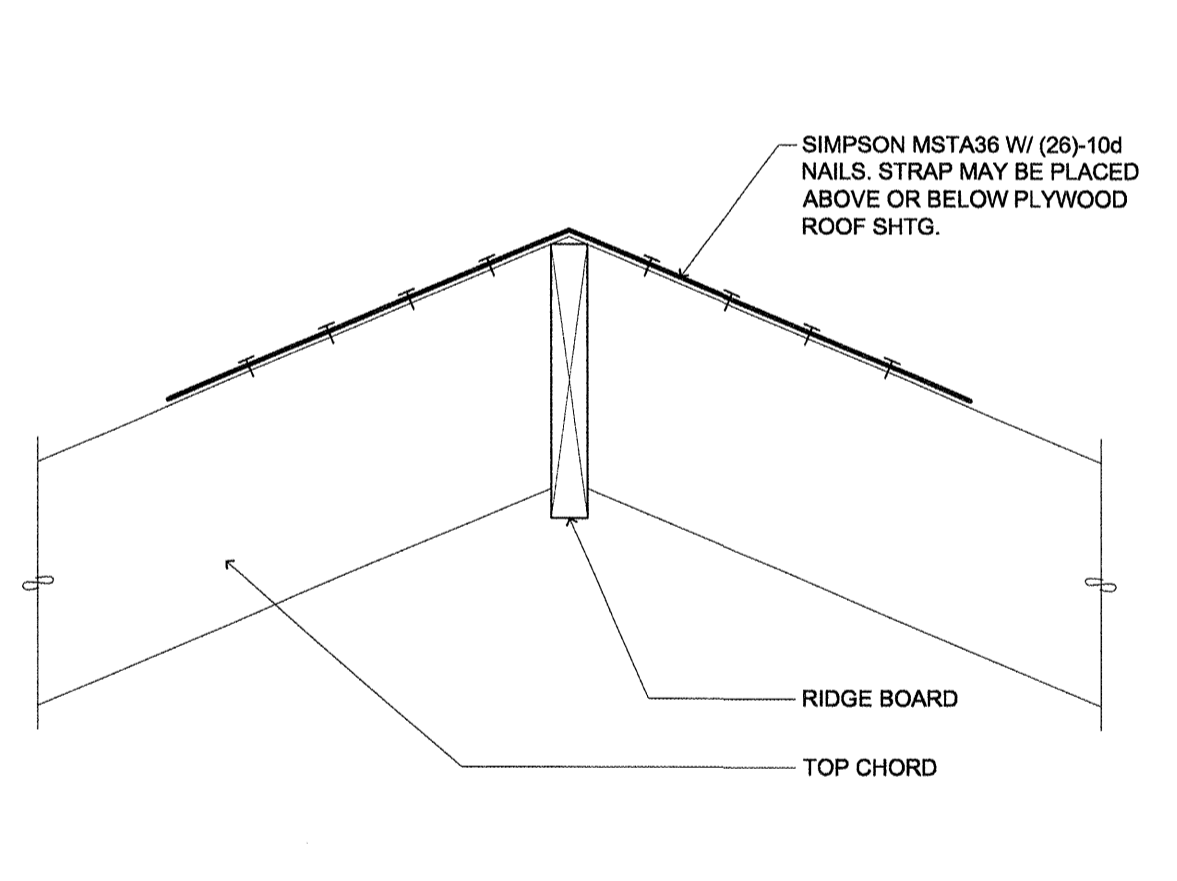 SIMPSON MSTA36 W/ (26)-10d
NAILS. STRAP MAY BE PLACED
ABOVE OR BELOW PLYWOOD
ROOF SHTG.
RIDGE BOARD
TOP CHORD